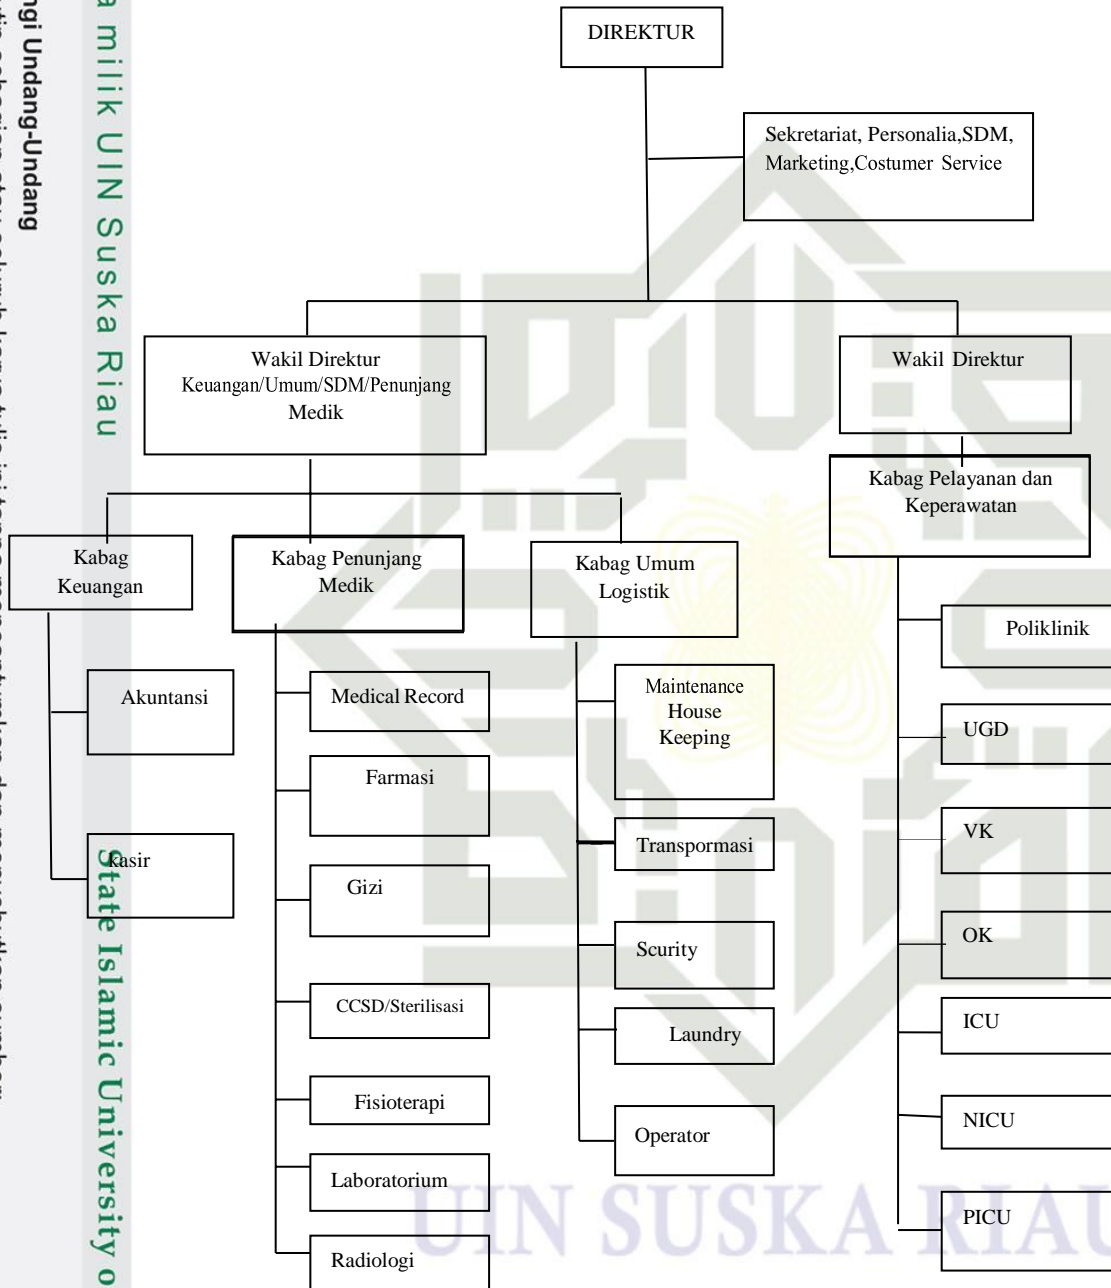 DIREKTUR
Sekretariat, Personalia,SDM,
Marketing,Costumer Service
Wakil Direktur
Keuangan/Umum/SDM/Penunjang
Medik
Wakil Direktur
Kabag Pelayanan dan
Keperawatan
Kabag
Keuangan
Kabag Penunjang
Medik
Kabag Umum
Logistik
Akuntansi
kasir
Medical Record
Farmasi
Gizi
CCSD/Sterilisasi
Fisioterapi
Laboratorium
Radiologi
Maintenance
House
Keeping
Transpormasi
Scurity
Laundry
Operator
Poliklinik
UGD
VK
OK
ICU
NICU
PICU
a milik UIN Suska Riau
State Islamic University o
ngi Undang-Undang
UIN SUSKA RIAU